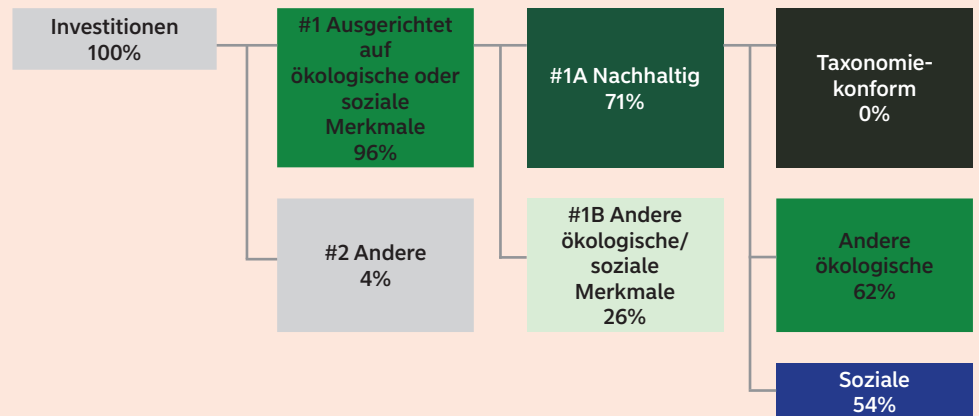 Investitionen
100%
#1 Ausgerichtet
auf
ökologische oder
soziale
Merkmale
96%
#1A Nachhaltig
71%
Taxonomie-
konform
0%
#2 Andere
4%
#1B Andere
ökologische/
soziale
Merkmale
26%
Andere
ökologische
62%
Soziale
54%